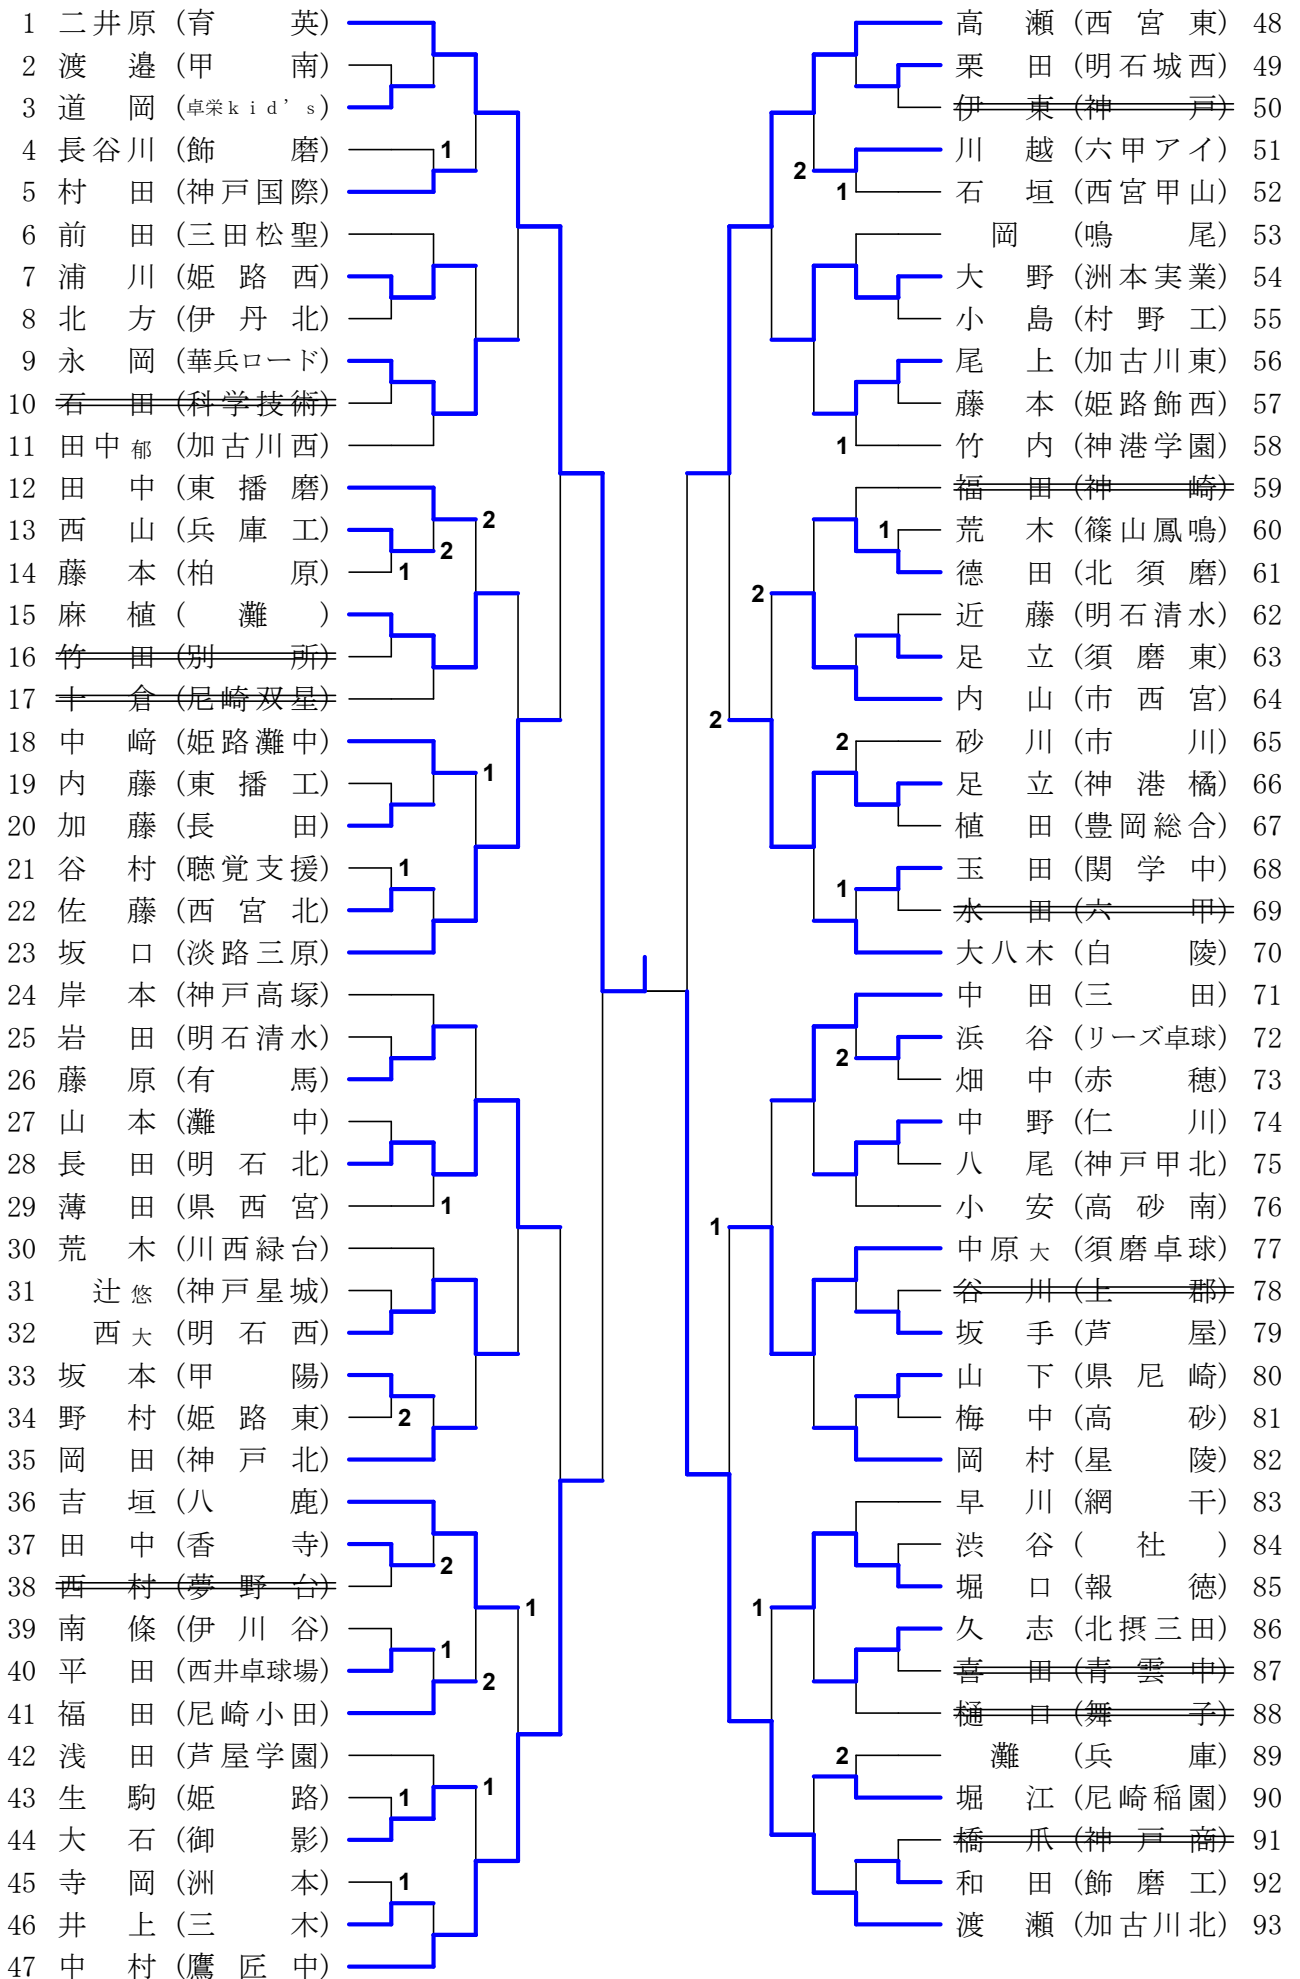 1 二井原 (育英)
2 渡邉 (甲南)
3 道岡 (卓栄kid's)
4 長谷川 (飾磨)
1
5 村田 (神戸国際)
6 前田 (三田松聖)
7 浦川 (姫路西)
8 北方 (伊丹北)
9 永岡 (華兵ロード)
10 石田 (科学技術)
11 田中郁 (加古川西)
12 田中 (東播磨)
2
13 西山 (兵庫工)
2
14 藤本 (柏原)
1
15 麻植 (灘)
16 竹田 (別所)
17 十倉 (尼崎双星)
18 中﨑 (姫路灘中)
1
19 内藤 (東播工)
20 加藤 (長田)
21 谷村 (聴覚支援)
1
22 佐藤 (西宮北)
23 坂口 (淡路三原)
24 岸本 (神戸高塚)
25 岩田 (明石清水)
26 藤原 (有馬)
27 山本 (灘中)
28 長田 (明石北)
29 薄田 (県西宮)
1
30 荒木 (川西緑台)
31 辻悠 (神戸星城)
32 西大 (明石西)
33 坂本 (甲陽)
34 野村 (姫路東)
2
35 岡田 (神戸北)
36 吉垣 (八鹿)
37 田中 (香寺)
2
38 西村 (夢野台)
1
39 南條 (伊川谷)
1
40 平田 (西井卓球場)
2
41 福田 (尼崎小田)
42 浅田 (芦屋学園)
1
43 生駒 (姫路)
1
44 大石 (御影)
45 寺岡 (洲本)
1
46 井上 (三木)
47 中村 (鷹匠中)
高瀬 (西宮東) 48
栗田 (明石城西) 49
伊東 (神戸) 50
川越 (六甲アイ) 51
2
1
石垣 (西宮甲山) 52
岡 (鳴尾) 53
大野 (洲本実業) 54
小島 (村野工) 55
尾上 (加古川東) 56
藤本 (姫路飾西) 57
1
竹内 (神港学園) 58
福田 (神崎) 59
1
荒木 (篠山鳳鳴) 60
徳田 (北須磨) 61
2
近藤 (明石清水) 62
足立 (須磨東) 63
内山 (市西宮) 64
2
2
砂川 (市川) 65
足立 (神港橘) 66
植田 (豊岡総合) 67
玉田 (関学中) 68
1
水田 (六甲) 69
大八木 (白陵) 70
中田 (三田) 71
浜谷 (リーズ卓球) 72
2
畑中 (赤穂) 73
中野 (仁川) 74
八尾 (神戸甲北) 75
小安 (高砂南) 76
1
中原大 (須磨卓球) 77
谷川 (上郡) 78
坂手 (芦屋) 79
山下 (県尼崎) 80
梅中 (高砂) 81
岡村 (星陵) 82
早川 (網干) 83
渋谷 (社) 84
堀口 (報徳) 85
1
久志 (北摂三田) 86
喜田 (青雲中) 87
樋口 (舞子) 88
2
灘 (兵庫) 89
堀江 (尼崎稲園) 90
橋爪 (神戸商) 91
和田 (飾磨工) 92
渡瀬 (加古川北) 93